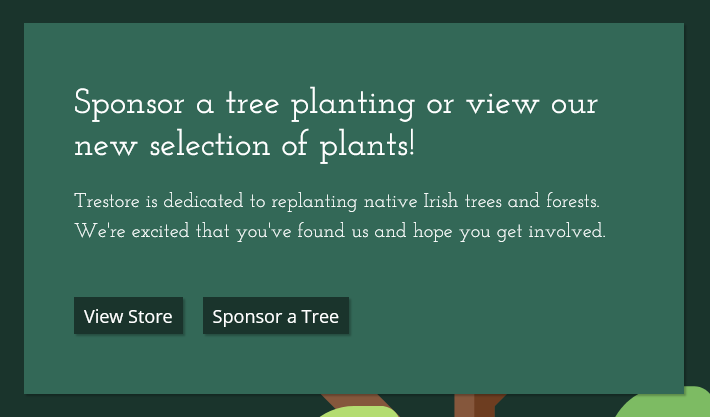 Sponsor a tree planting or view our
new selection of plants!
Trestore is dedicated to replanting native Irish trees and forests.
We're excited that you've found us and hope you get involved.
View Store
Sponsor a Tree